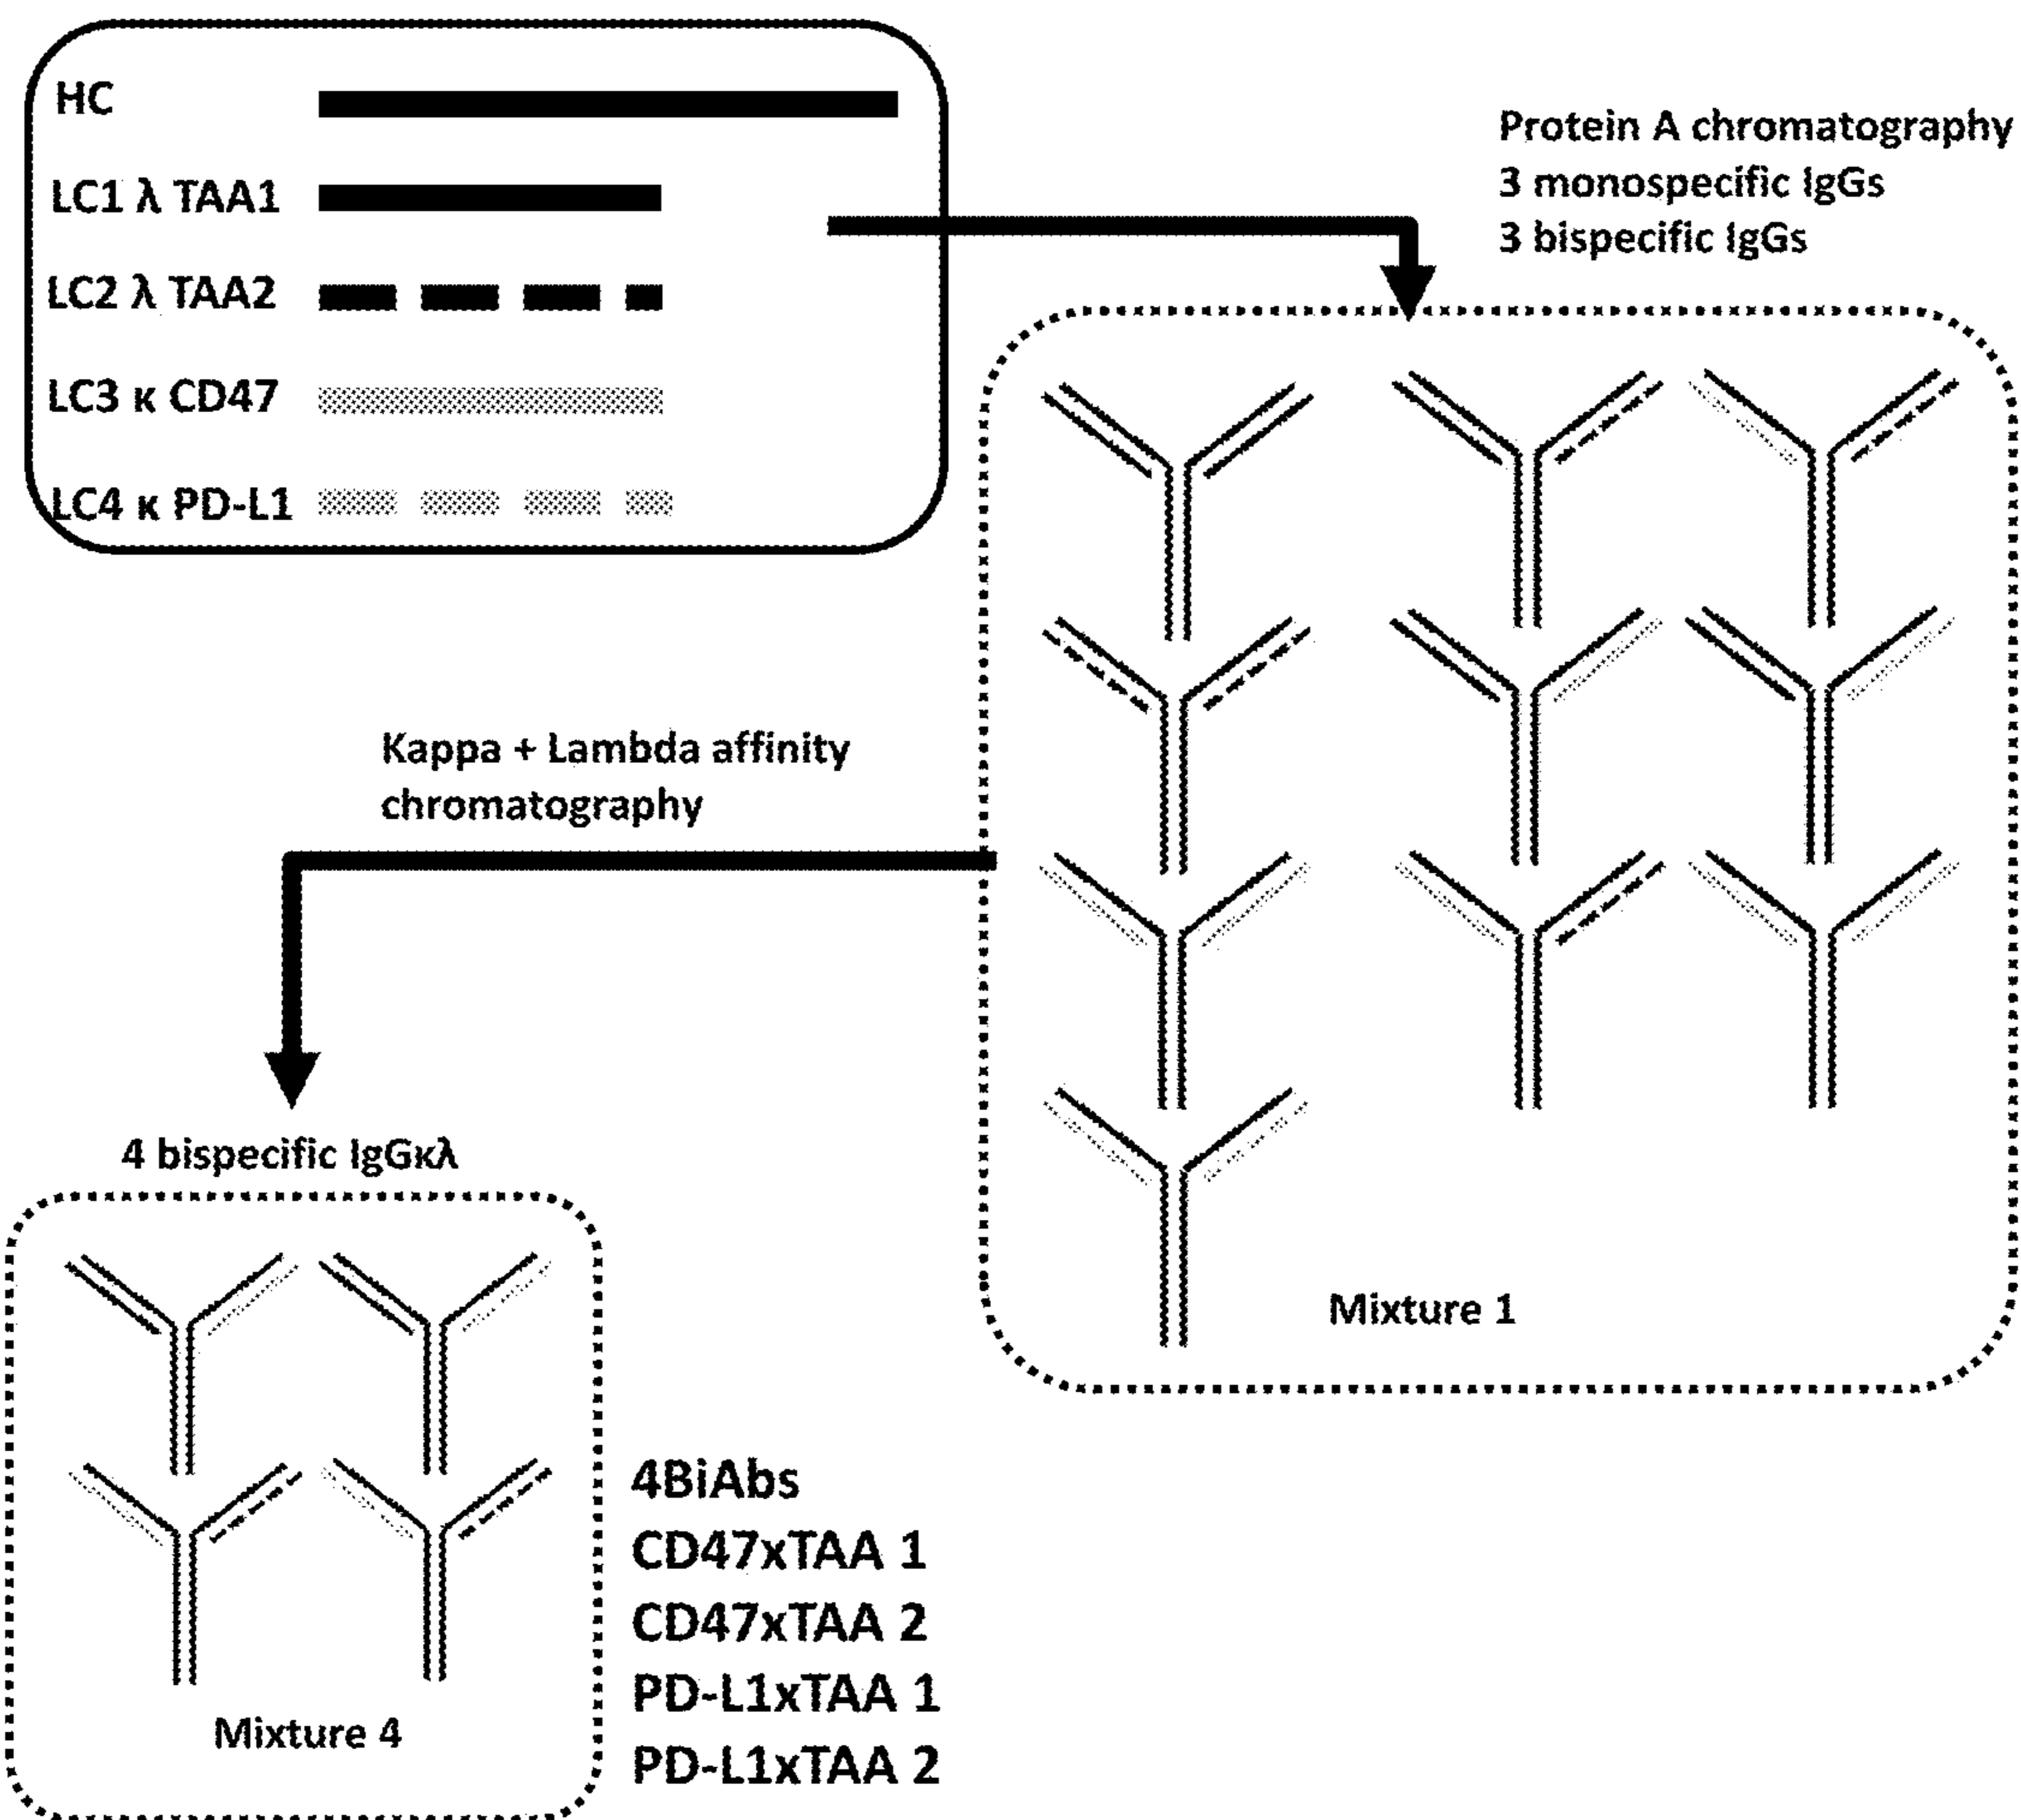 HC
LC1 λ TAA1
LC2 λ TAA2
LC3 κ CD47
LC4 κ PD-L1
Protein A chromatography
3 monospecific IgGs
3 bispecific IgGs
Kappa + Lambda affinity
chromatography
Mixture 1
4 bispecific IgGκλ
Mixture 4
4BiAbs
CD47xTAA 1
CD47xTAA 2
PD-L1xTAA 1
PD-L1xTAA 2